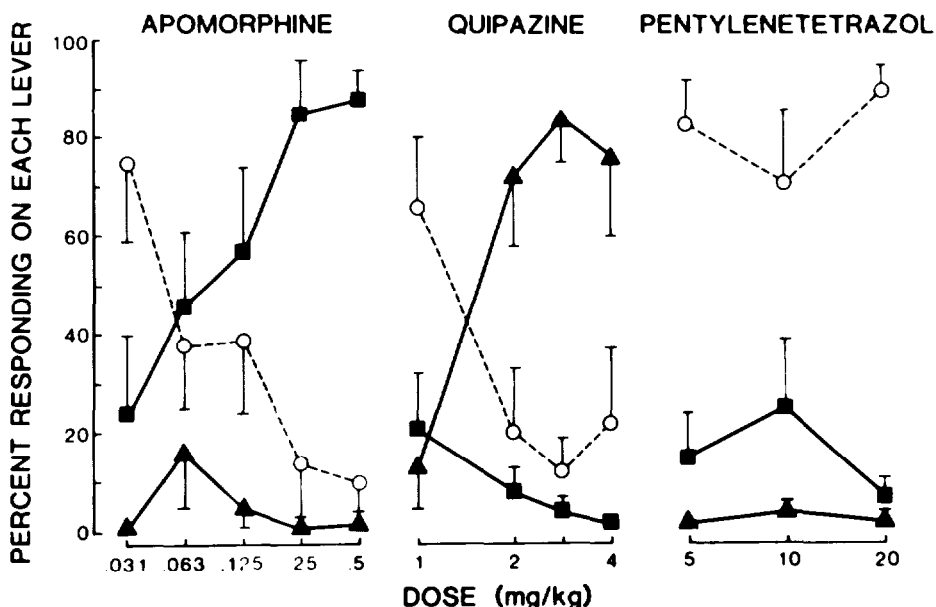 APOMORPHINE QUIPAZINE PENTYLENETETRAZOL
PERCENT RESPONDING ON EACH LEVER
100
80
60
40
20
0
.031 .063 .125 .25 .5 1 2 4 5 10 20
DOSE (mg/kg)